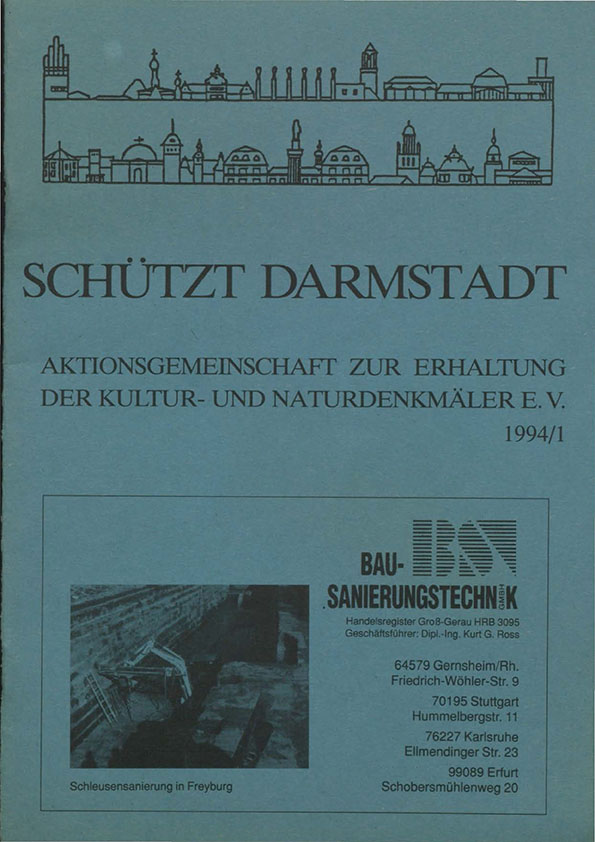 SCHÜTZT DARMSTADT
AKTIONSGEMEINSCHAFT ZUR ERHALTUNG
DER KULTUR- UND NATURDENKMÄLER E. V.
1994/1
BS
BAU-
SANIERUNGSTECHNIK
GMBH
Handelsregister Groß-Gerau HRB 3095
Geschäftsführer: Dipl.-Ing. Kurt G. Ross
64579 Gernsheim/Rh.
Friedrich-Wöhler-Str. 9
70195 Stuttgart
Hummelbergstr. 11
76227 Karlsruhe
Ellmendinger Str. 23
99089 Erfurt
Schobersmühlenweg 20
Schleusensanierung in Freyburg